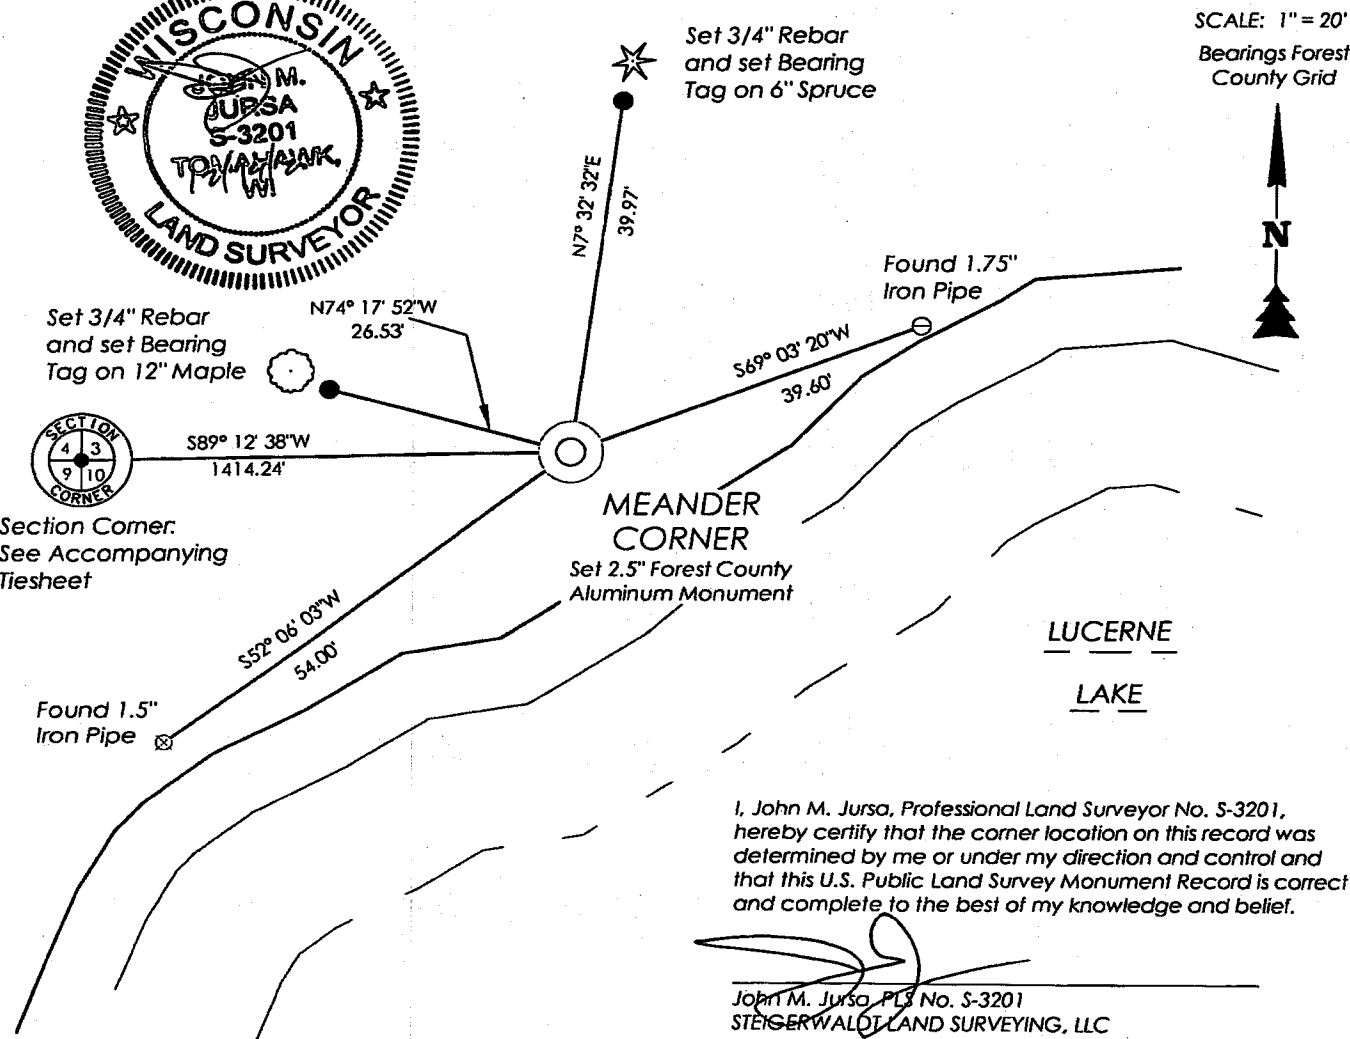 WISCONSIN
JOHN M.
JURSA
S-3201
TOMAHAWK,
WI
LAND SURVEYOR
Set 3/4" Rebar
and set Bearing
Tag on 6" Spruce
SCALE: 1" = 20'
Bearings Forest
County Grid
N
N7° 32' 32"E
39.97'
Found 1.75"
Iron Pipe
S69° 03' 20"W
39.60'
Set 3/4" Rebar
and set Bearing
Tag on 12" Maple
N74° 17' 52"W
26.53'
SECTION
4 3
9 10
CORNER
S89° 12' 38"W
1414.24'
Section Corner:
See Accompanying
Tiesheet
MEANDER
CORNER
Set 2.5" Forest County
Aluminum Monument
S52° 06' 03"W
54.00'
Found 1.5"
Iron Pipe
LUCERNE
LAKE
I, John M. Jursa, Professional Land Surveyor No. S-3201,
hereby certify that the corner location on this record was
determined by me or under my direction and control and
that this U.S. Public Land Survey Monument Record is correct
and complete to the best of my knowledge and belief.
John M. Jursa, PLS No. S-3201
STEIGERWALDT LAND SURVEYING, LLC